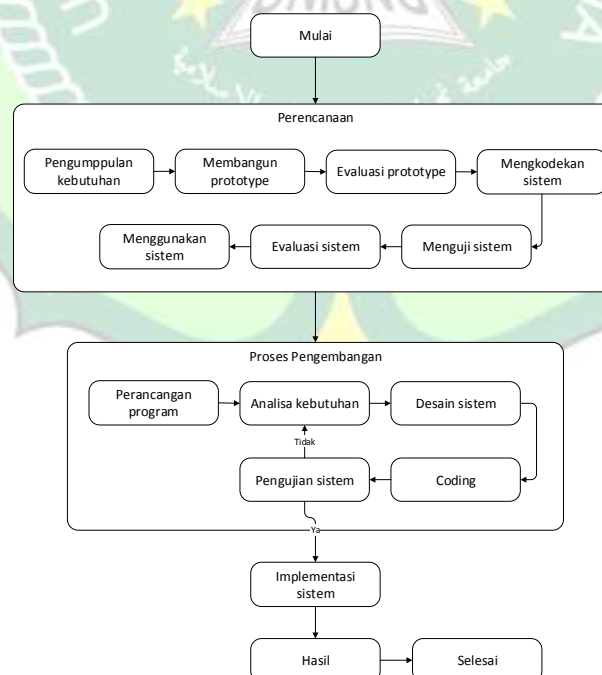 Mulai
Perencanaan
Pengumppulan
kebutuhan
Membangun
prototype
Evaluasi prototype
Mengkodekan
sistem
Menggunakan
sistem
Evaluasi sistem
Menguji sistem
Proses Pengembangan
Perancangan
program
Analisa kebutuhan
Desain sistem
Tidak
Pengujian sistem
Coding
Ya
Implementasi
sistem
Hasil
Selesai